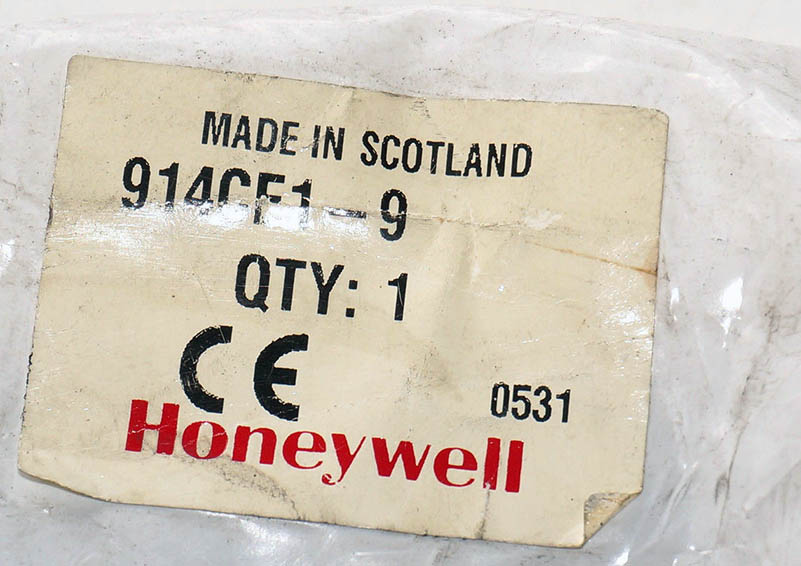 MADE IN SCOTLAND
914CE1-9
QTY: 1
CE
0531
Honeywell